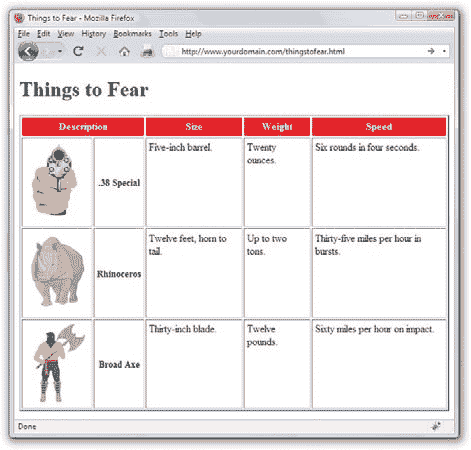 Things to Fear - Mozilla Firefox
File Edit View History Bookmarks Tools Help
http://www.yourdomain.com/thingstofear.html
Things to Fear
Description Size Weight Speed
.38 Special
Five-inch barrel.
Twenty
ounces.
Six rounds in four seconds.
Rhinoceros
Twelve feet, horn to
tail.
Up to two
tons.
Thirty-five miles per hour in
bursts.
Broad Axe
Thirty-inch blade.
Twelve
pounds.
Sixty miles per hour on impact.
Done